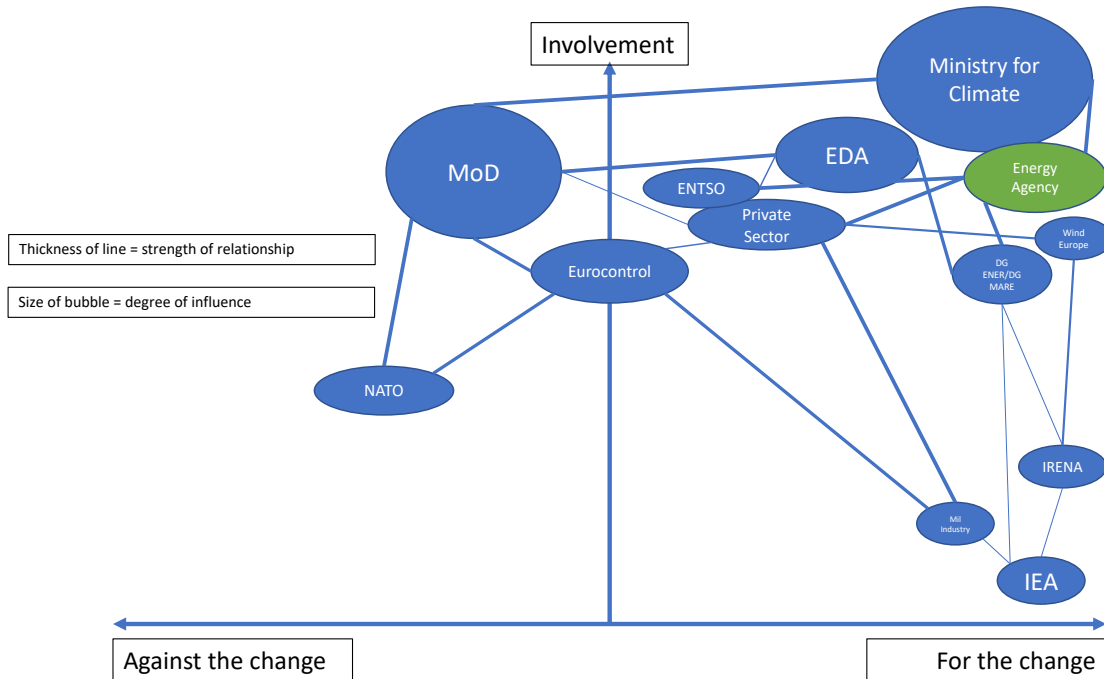 Involvement
Ministry for
Climate
MoD
EDA
Energy
Agency
ENTSO
Private
Sector
Wind
Europe
Thickness of line = strength of relationship
Eurocontrol
DG
ENER/DG
MARE
Size of bubble = degree of influence
NATO
IRENA
Mil
Industry
IEA
Against the change
For the change